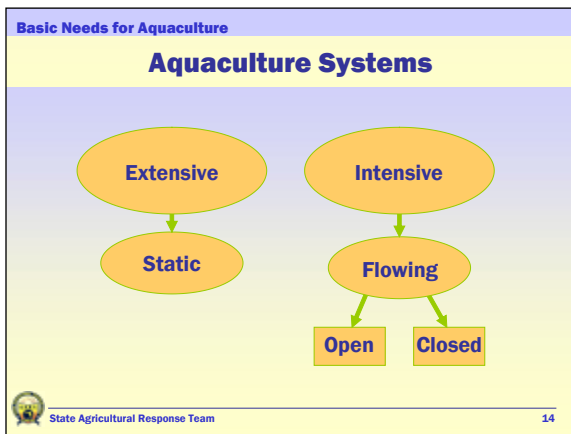 Basic Needs for Aquaculture
Aquaculture Systems
Extensive
Intensive
Static
Flowing
Open
Closed
State Agricultural Response Team
14